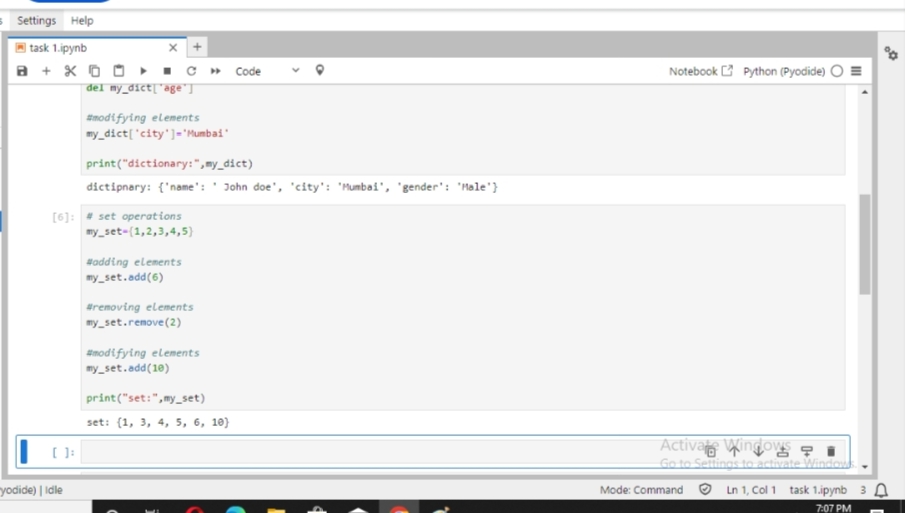 Settings Help
task 1.ipynb
Code
Notebook Python (Pyodide)
del my_dict['age']
#modifying elements
my_dict['city']='Mumbai'
print("dictionary:",my_dict)
dictipnary: {'name': ' John doe', 'city': 'Mumbai', 'gender': 'Male'}
[6]: # set operations
my_set={1,2,3,4,5}
#adding elements
my_set.add(6)
#removing elements
my_set.remove(2)
#modifying elements
my_set.add(10)
print("set:",my_set)
set: {1, 3, 4, 5, 6, 10}
[ ]:
Activate Windows
Go to Settings to activate Windows.
yodide) | Idle
Mode: Command Ln 1, Col 1 task 1.ipynb 3
7:07 PM